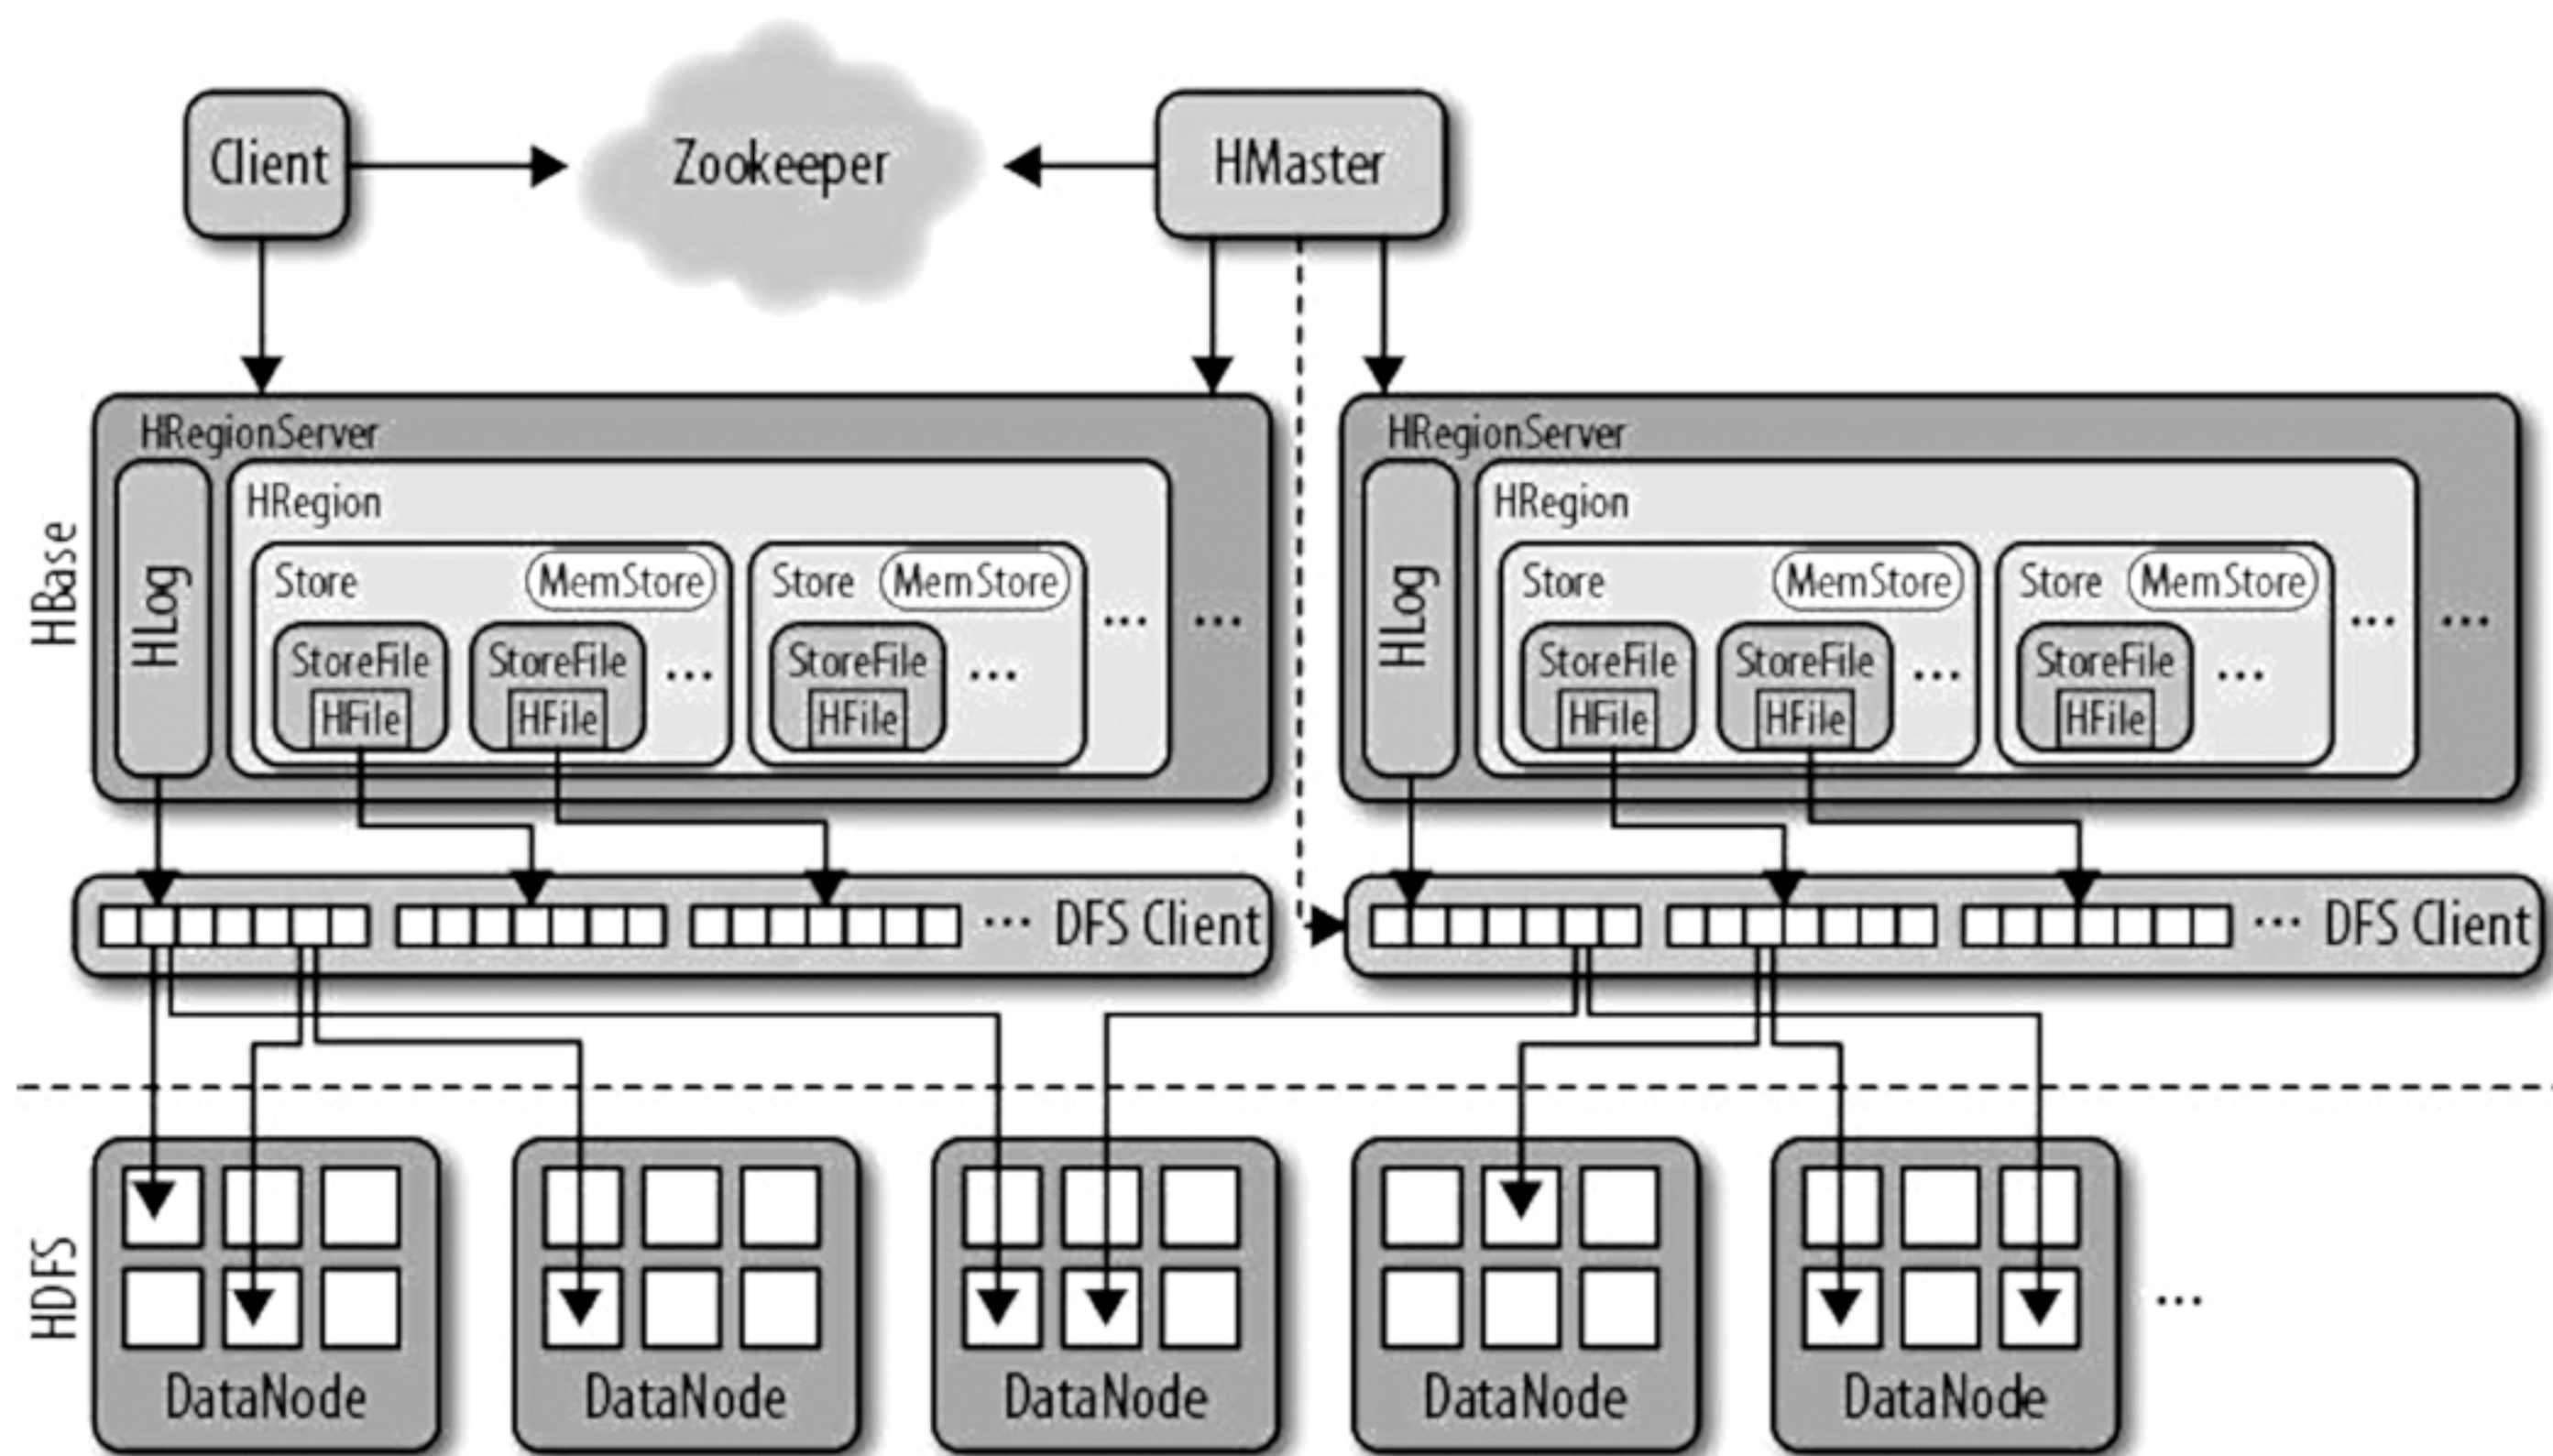 Client
Zookeeper
HMaster
HBase
HRegionServer
HLog
HRegion
Store
MemStore
StoreFile
HFile
StoreFile
HFile
...
Store
MemStore
StoreFile
HFile
...
...
...
HRegionServer
HLog
HRegion
Store
MemStore
StoreFile
HFile
StoreFile
HFile
...
Store
MemStore
StoreFile
HFile
...
...
...
... DFS Client
... DFS Client
HDFS
DataNode
DataNode
DataNode
DataNode
DataNode
...